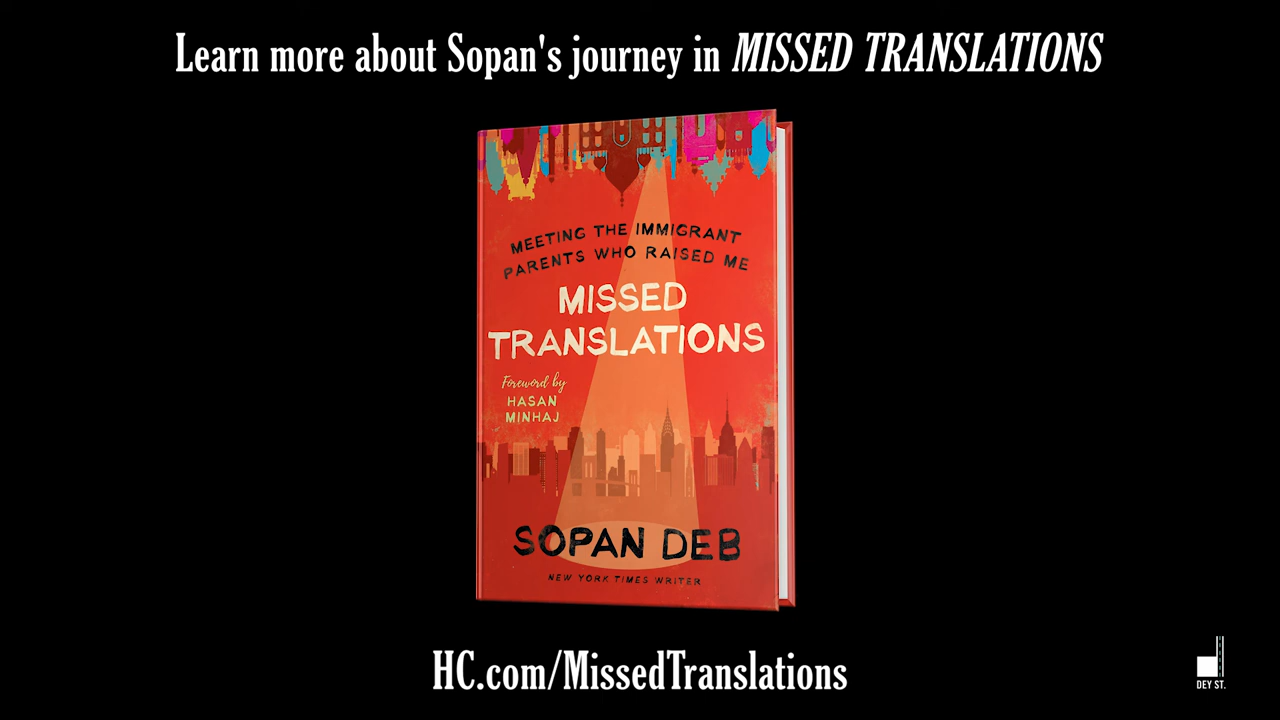 Learn more about Sopan's journey in MISSED TRANSLATIONS
MEETING THE IMMIGRANT
PARENTS WHO RAISED ME
MISSED
TRANSLATIONS
Foreword by
HASAN
MINHAJ
SOPAN DEB
NEW YORK TIMES WRITER
HC.com/MissedTranslations
DEY ST.